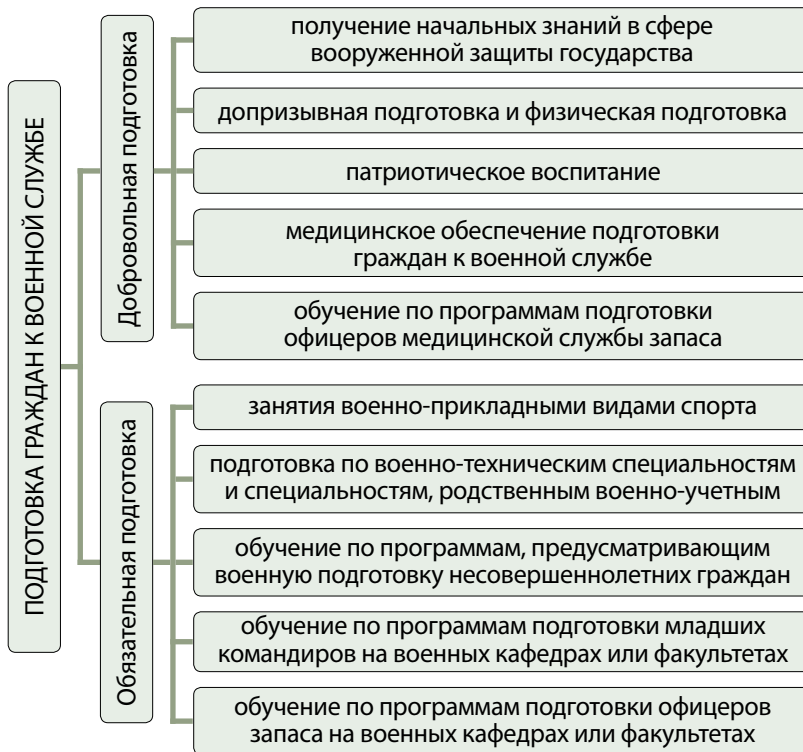 ПОДГОТОВКА ГРАЖДАН К ВОЕННОЙ СЛУЖБЕ
Добровольная подготовка
получение начальных знаний в сфере
вооруженной защиты государства
допризывная подготовка и физическая подготовка
патриотическое воспитание
медицинское обеспечение подготовки
граждан к военной службе
обучение по программам подготовки
офицеров медицинской службы запаса
Обязательная подготовка
занятия военно-прикладными видами спорта
подготовка по военно-техническим специальностям
и специальностям, родственным военно-учетным
обучение по программам, предусматривающим
военную подготовку несовершеннолетних граждан
обучение по программам подготовки младших
командиров на военных кафедрах или факультетах
обучение по программам подготовки офицеров
запаса на военных кафедрах или факультетах